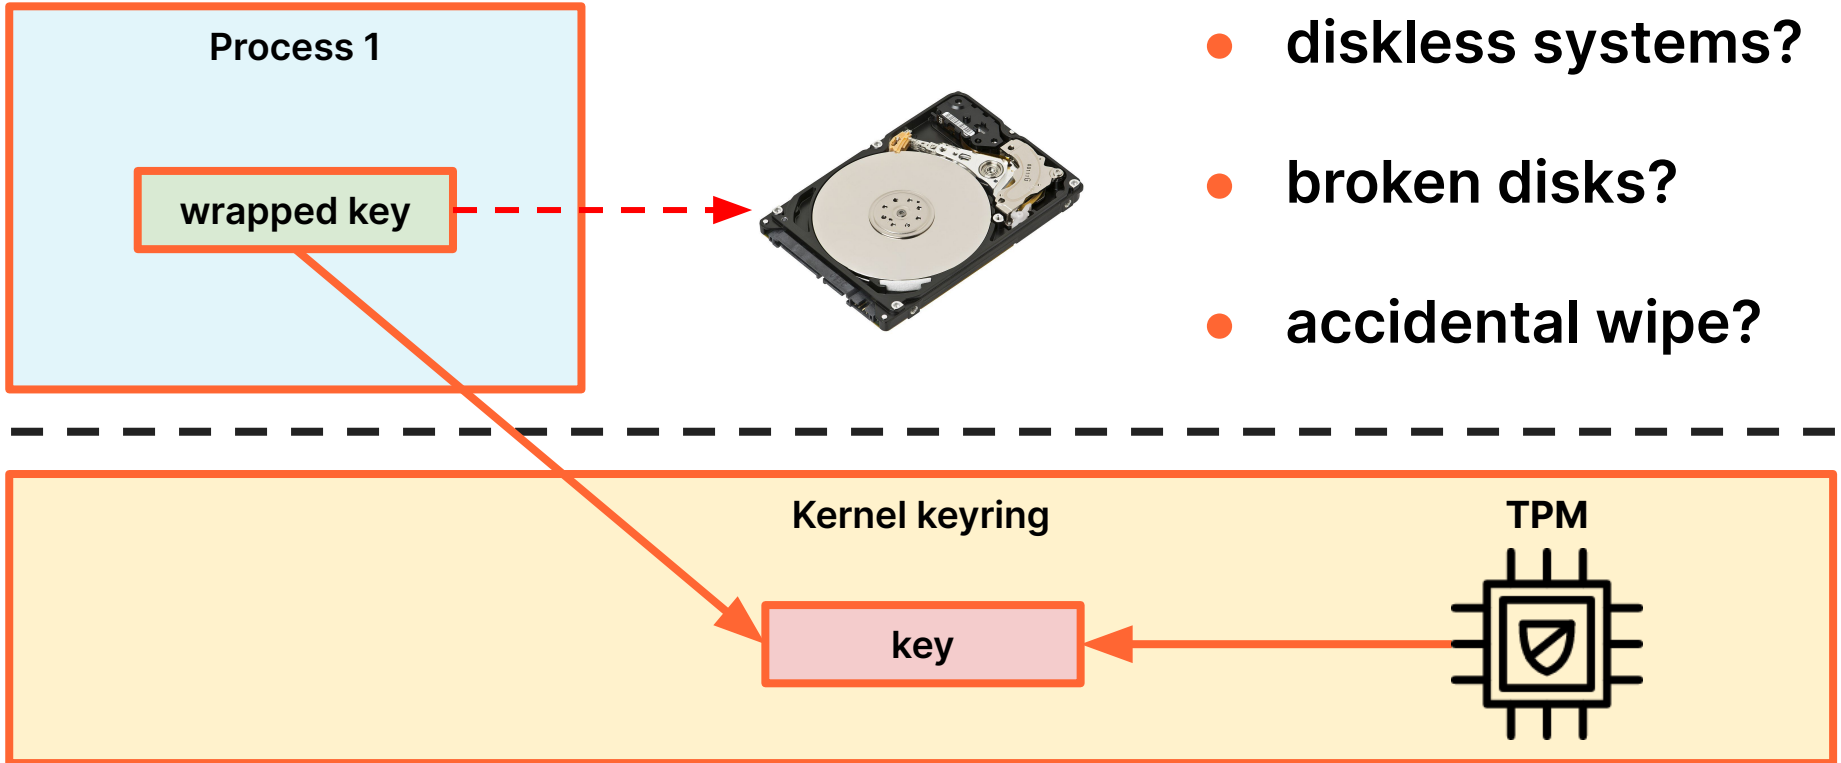 Process 1
wrapped key
● diskless systems?
● broken disks?
● accidental wipe?
Kernel keyring
TPM
key